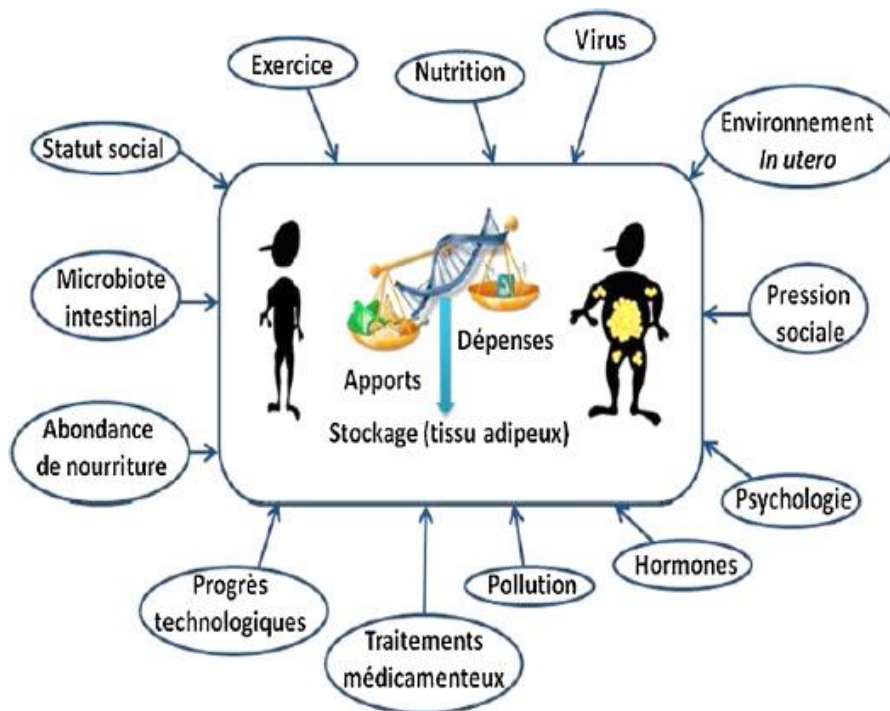 Virus
Exercice
Nutrition
Environnement
In utero
Statut social
Microbiote
intestinal
Pression
sociale
Dépenses
Apports
Stockage (tissu adipeux)
Abondance
de nourriture
Psychologie
Hormones
Pollution
Progrès
technologiques
Traitements
médicamenteux